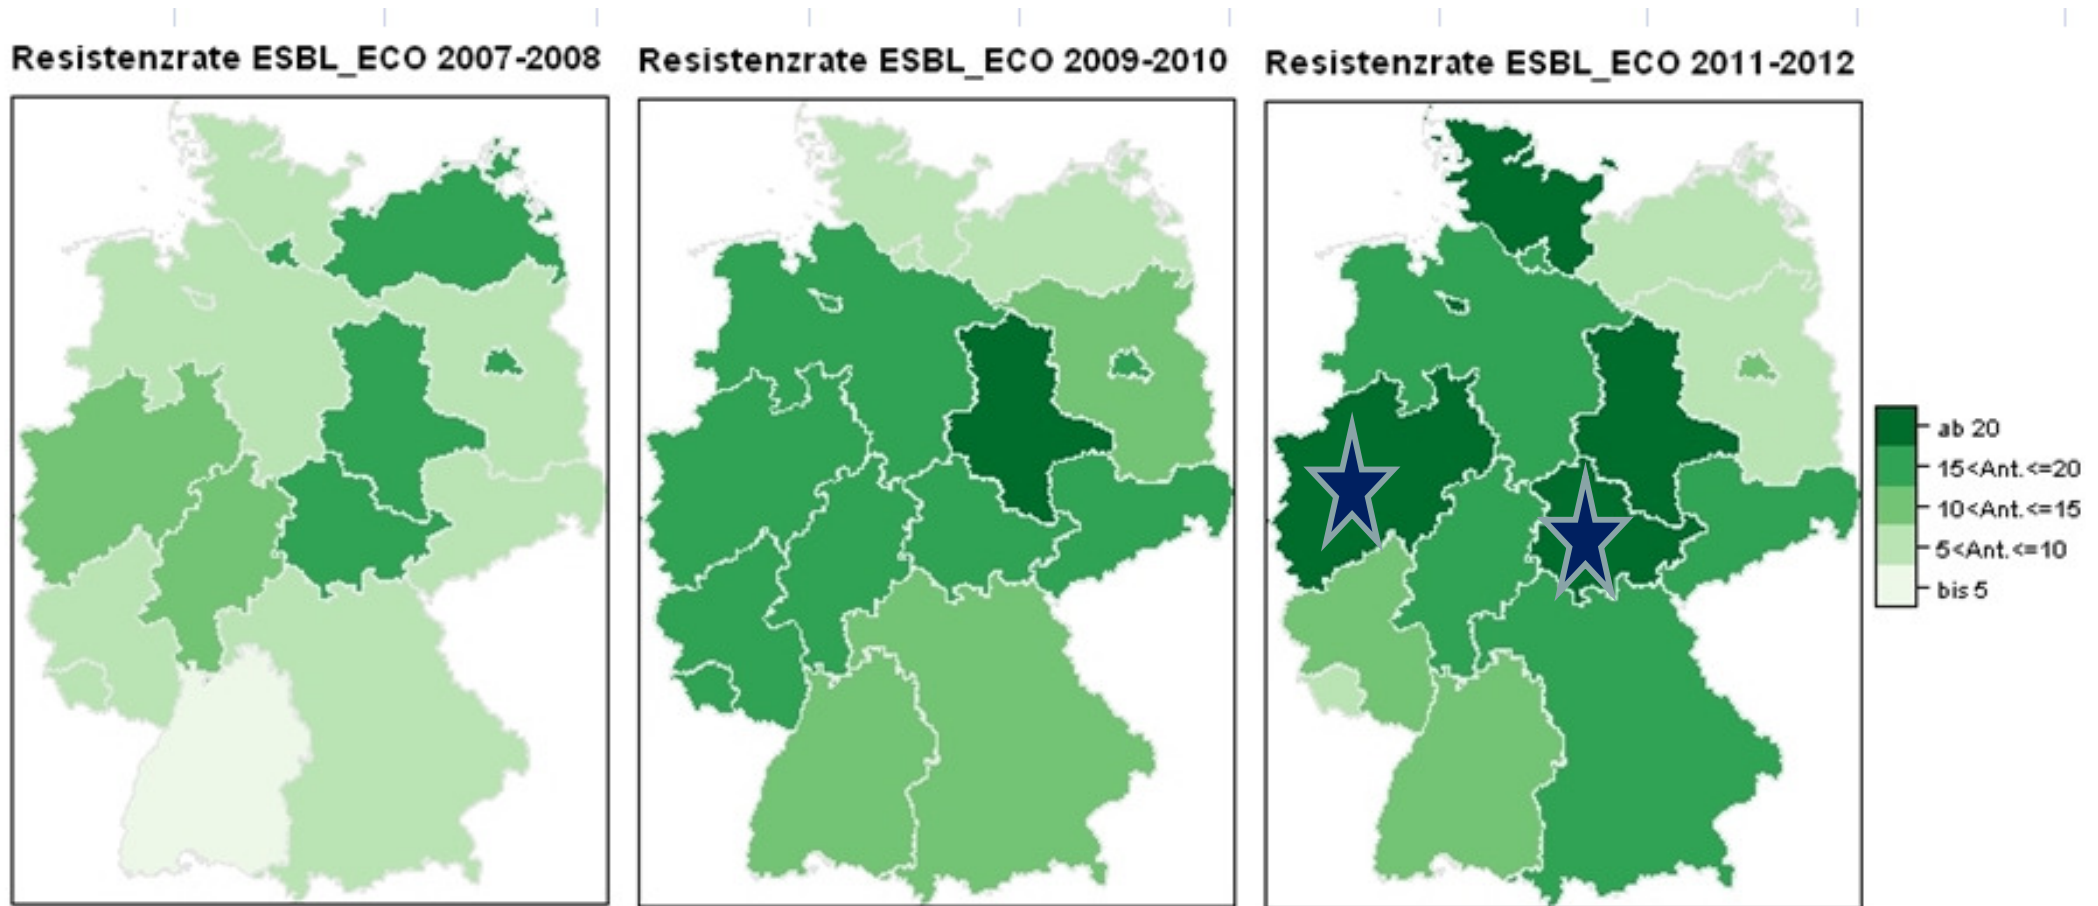 Resistenzrate ESBL_ECO 2007-2008
Resistenzrate ESBL_ECO 2009-2010
Resistenzrate ESBL_ECO 2011-2012
ab 20
15<Ant.<=20
10<Ant.<=15
5<Ant.<=10
bis 5